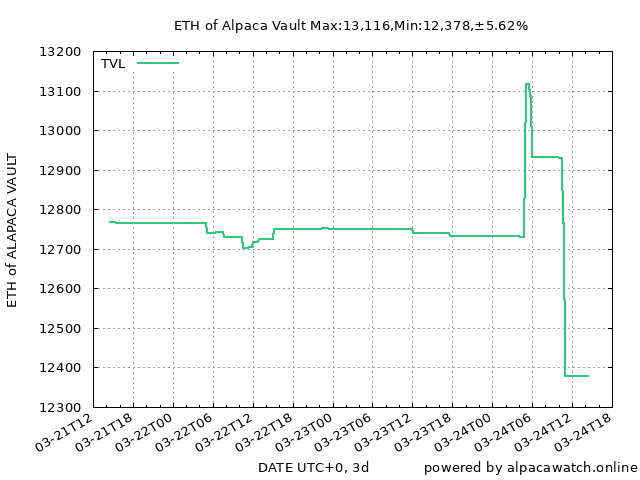 ETH of Alpaca Vault Max:13,116,Min:12,378,±5.62%
TVL
13200
13100
13000
12900
12800
12700
12600
12500
12400
12300
ETH of ALAPACA VAULT
03-21T12
03-21T18
03-22T00
03-22T06
03-22T12
03-22T18
03-23T00
03-23T06
03-23T12
03-23T18
03-24T00
03-24T06
03-24T12
03-24T18
DATE UTC+0, 3d
powered by alpacawatch.online